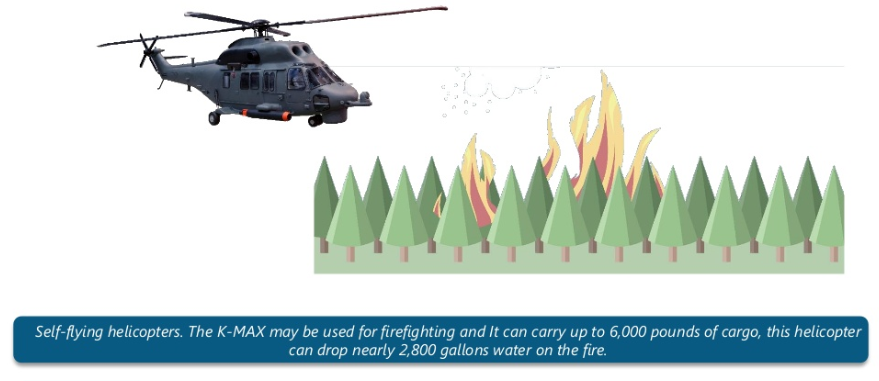 Self-flying helicopters. The K-MAX may be used for firefighting and It can carry up to 6,000 pounds of cargo, this helicopter
can drop nearly 2,800 gallons water on the fire.